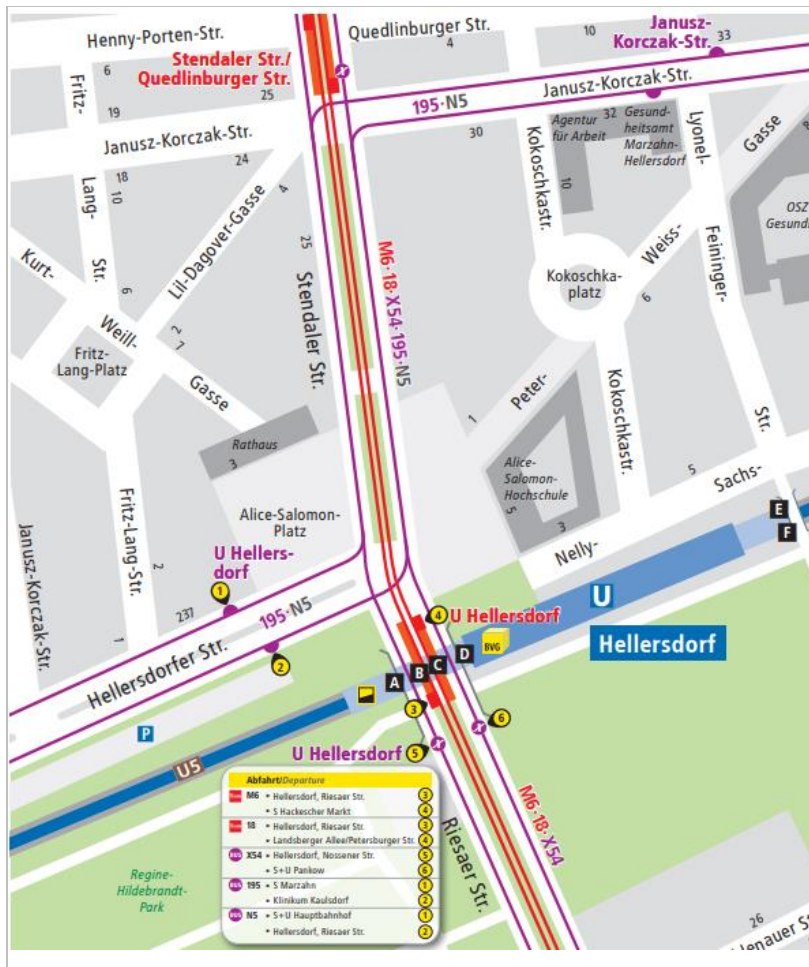 Henny-Porten-Str.
Quedlinburger Str.
Janusz-
Korczak-Str.
33
10
4
6
Stendaler Str./
Quedlinburger Str.
X
Fritz-
19
25
Janusz-Korczak-Str.
195·N5
Janusz-Korczak-Str.
32
30
Agentur
für Arbeit
Gesund-
heitsamt
Marzahn-
Hellersdorf
Lyonel-
Gasse
8
24
18
10
4
10
Kokoschkastr.
OSZ
Gesundh
Lang-
Str.
Lil-Dagover-Gasse
25
Stendaler Str.
M6·18·X54·195·N5
Kokoschka-
platz
Weiss-
6
Feininger-
Kurt-
6
Weill-
2
7
Fritz-
Lang-Platz
Gasse
Peter-
1
Kokoschkastr.
Str.
Rathaus
3
Alice-
Salomon-
Hochschule
5
3
5
Sachs-
Alice-Salomon-
Platz
Nelly-
E
F
Janusz-Korczak-Str.
Fritz-Lang-Str.
2
1
U Hellers-
dorf
1
237
195·N5
Hellersdorfer Str.
2
4
U Hellersdorf
U
Hellersdorf
BVG
A
B
C
D
3
6
X
P
U5
U Hellersdorf
5
X
M6·18·X54
Riesaer Str.
Abfahrt/Departure
Tram M6 • Hellersdorf, Riesaer Str. 3
• S Hackescher Markt 4
Tram 18 • Hellersdorf, Riesaer Str. 3
• Landsberger Allee/Petersburger Str. 4
BUS X54 • Hellersdorf, Nossener Str. 5
• S+U Pankow 6
BUS 195 • S Marzahn 1
• Klinikum Kaulsdorf 2
BUS N5 • S+U Hauptbahnhof 1
• Hellersdorf, Riesaer Str. 2
Regine-
Hildebrandt-
Park
26
lenauer St